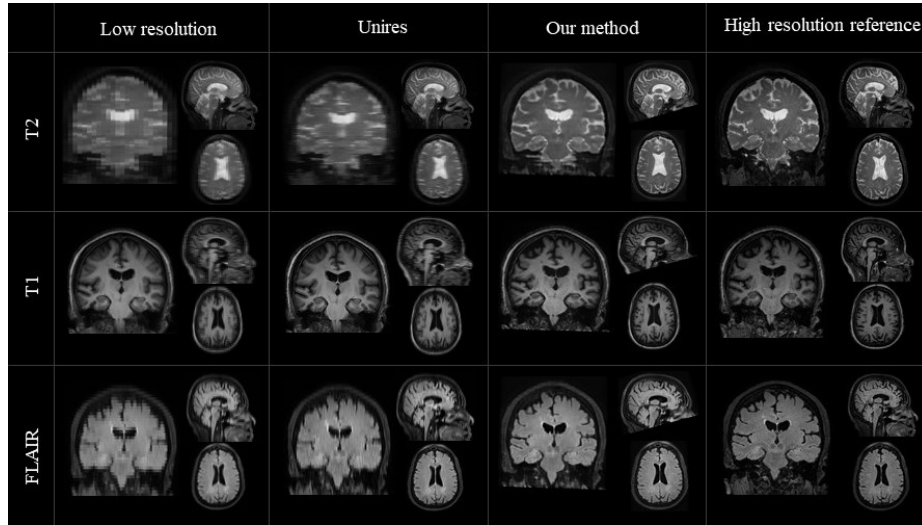 Low resolution
Unires
Our method
High resolution reference
T2
T1
FLAIR